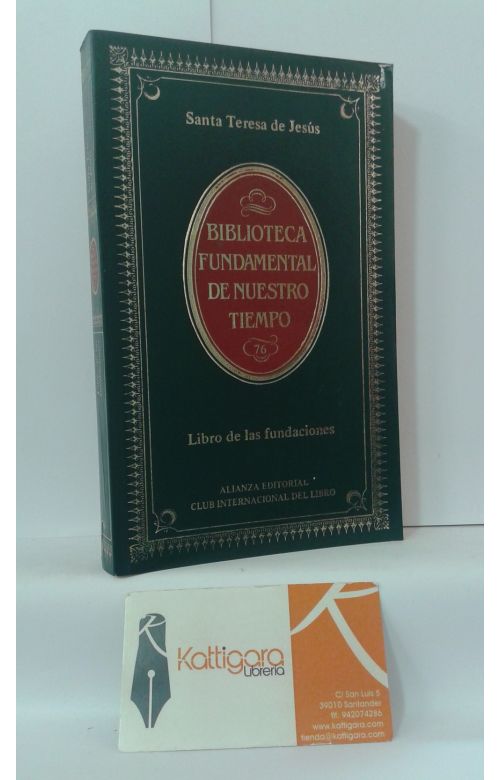 Santa Teresa de Jesús
BIBLIOTECA
FUNDAMENTAL
DE NUESTRO
TIEMPO
76
Libro de las fundaciones
ALIANZA EDITORIAL
CLUB INTERNACIONAL DEL LIBRO
Kattigara
Librería
C/ San Luis 5
39010 Santander
tlf: 942074286
www.kattigara.com
tienda@kattigara.com